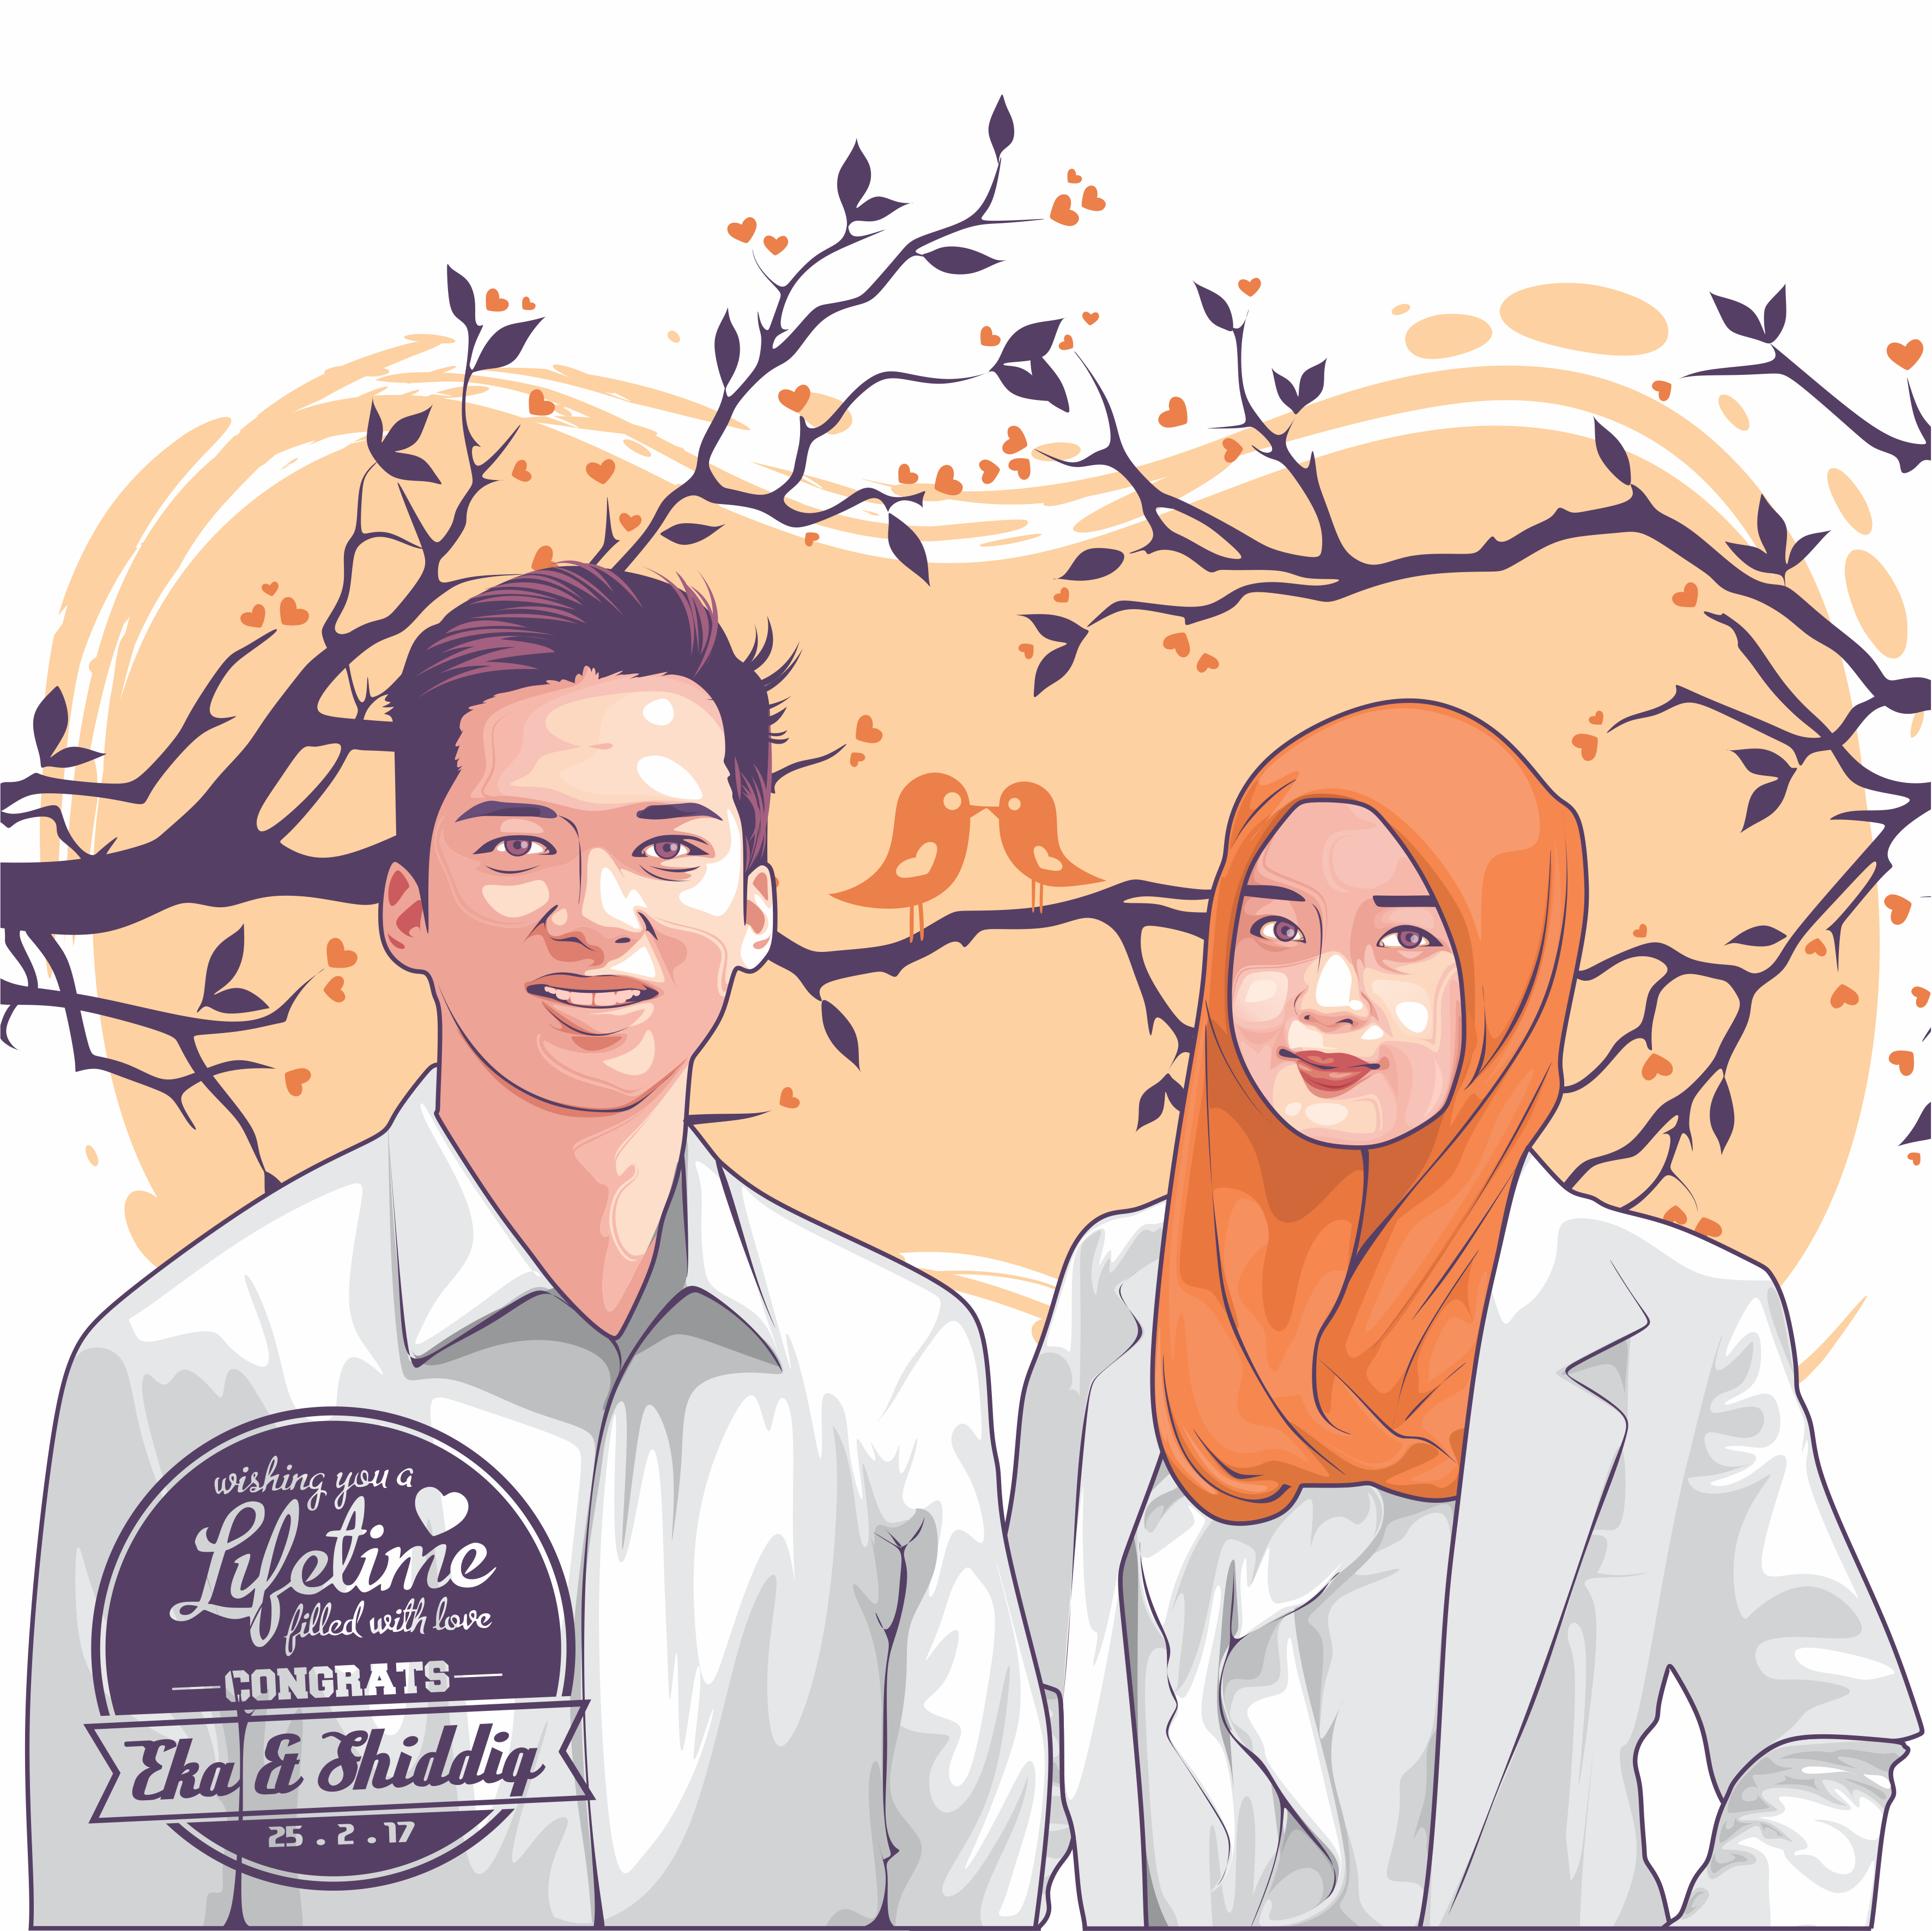 wishing you a
Lifetime
filled with love
CONGRATS
Eka & Shiddiq
25.2.17